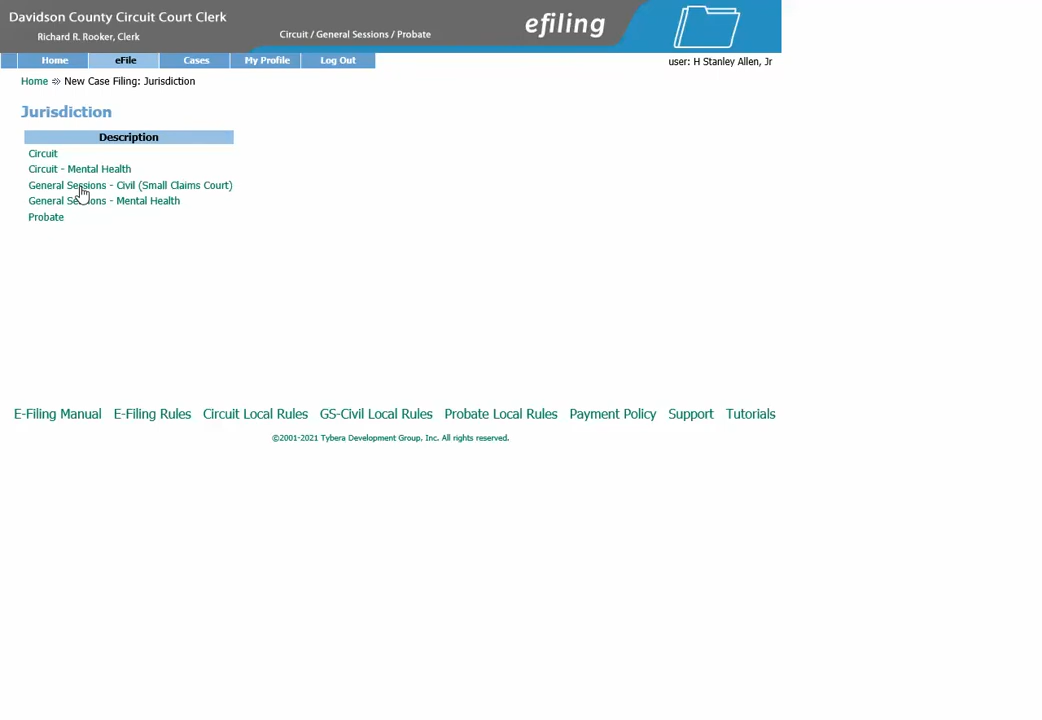 Davidson County Circuit Court Clerk
Richard R. Rooker, Clerk
Circuit / General Sessions / Probate
efiling
Home eFile Cases My Profile Log Out
user: H Stanley Allen, Jr
Home ⇨ New Case Filing: Jurisdiction
Jurisdiction
Description
Circuit
Circuit - Mental Health
General Sessions - Civil (Small Claims Court)
General Sessions - Mental Health
Probate
E-Filing Manual E-Filing Rules Circuit Local Rules GS-Civil Local Rules Probate Local Rules Payment Policy Support Tutorials
©2001-2021 Tybera Development Group, Inc. All rights reserved.